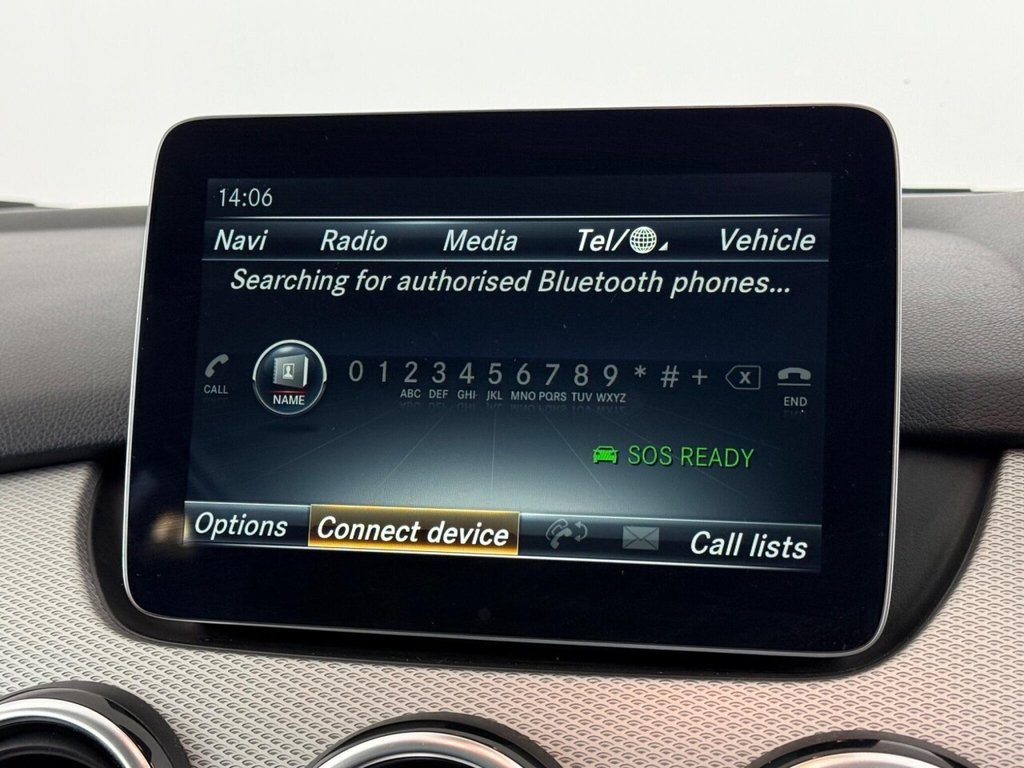 14:06
Navi Radio Media Tel/ Vehicle
Searching for authorised Bluetooth phones...
CALL NAME 0 1 2 3 4 5 6 7 8 9 * # + X END
ABC DEF GHI JKL MNO PQRS TUV WXYZ
SOS READY
Options Connect device Call lists